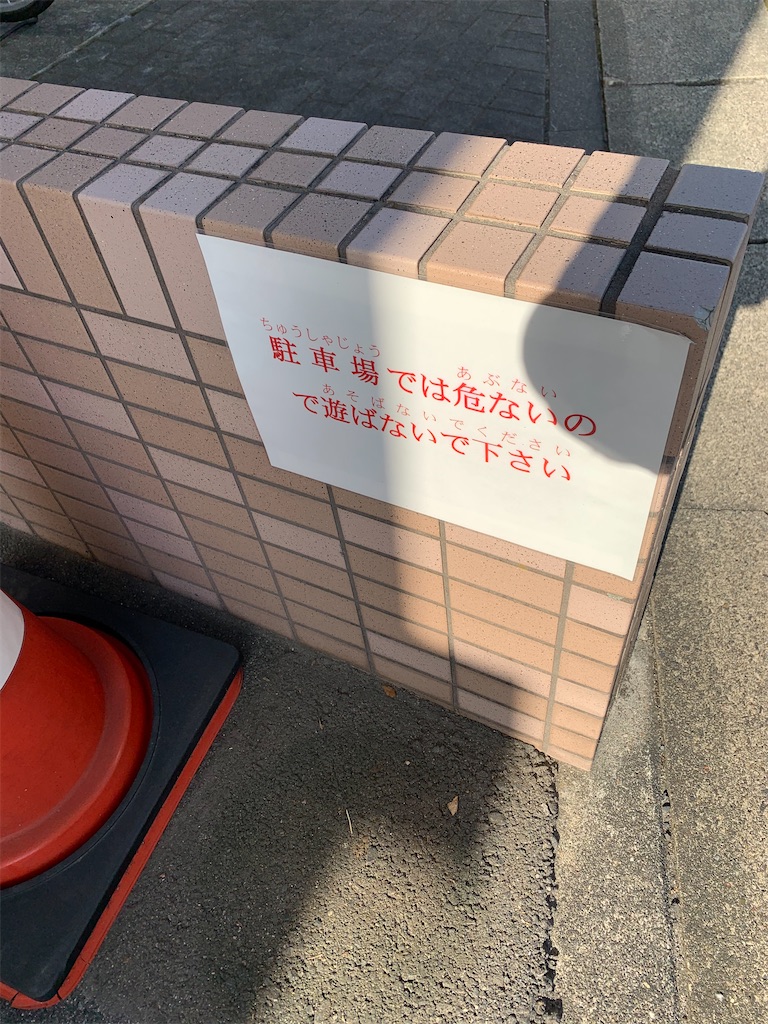 ちゅうしゃじょう あぶない
駐車場では危ないの
あそばないでください
で遊ばないで下さい